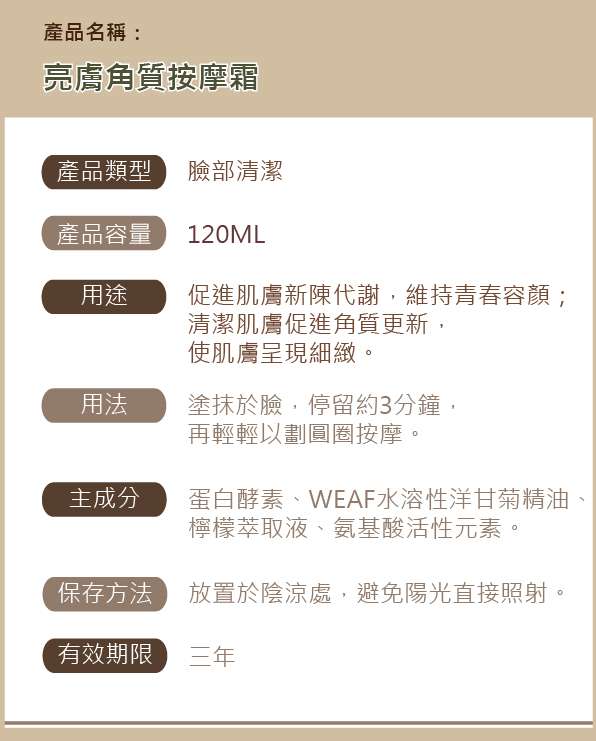 產品名稱：
亮膚角質按摩霜
產品類型 臉部清潔
產品容量 120ML
用途 促進肌膚新陳代謝，維持青春容顏；
清潔肌膚促進角質更新，
使肌膚呈現細緻。
用法 塗抹於臉，停留約3分鐘，
再輕輕以劃圓圈按摩。
主成分 蛋白酵素、WEAF水溶性洋甘菊精油、
檸檬萃取液、氨基酸活性元素。
保存方法 放置於陰涼處，避免陽光直接照射。
有效期限 三年